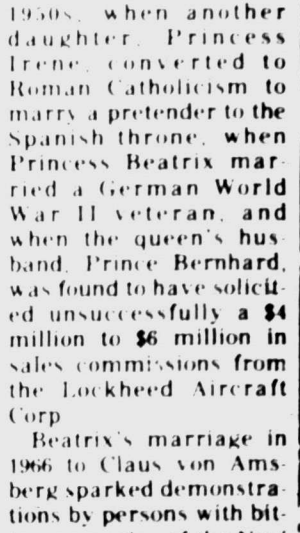 1950s, when another
daughter, Princess
Irene, converted to
Roman Catholicism to
marry a pretender to the
Spanish throne, when
Princess Beatrix mar-
ried a German World
War II veteran, and
when the queen's hus-
band, Prince Bernhard,
was found to have solicit-
ed unsuccessfully a $4
million to $6 million in
sales commissions from
the Lockheed Aircraft
Corp
Beatrix's marriage in
1966 to Claus von Ams-
berg sparked demonstra-
tions by persons with bit-